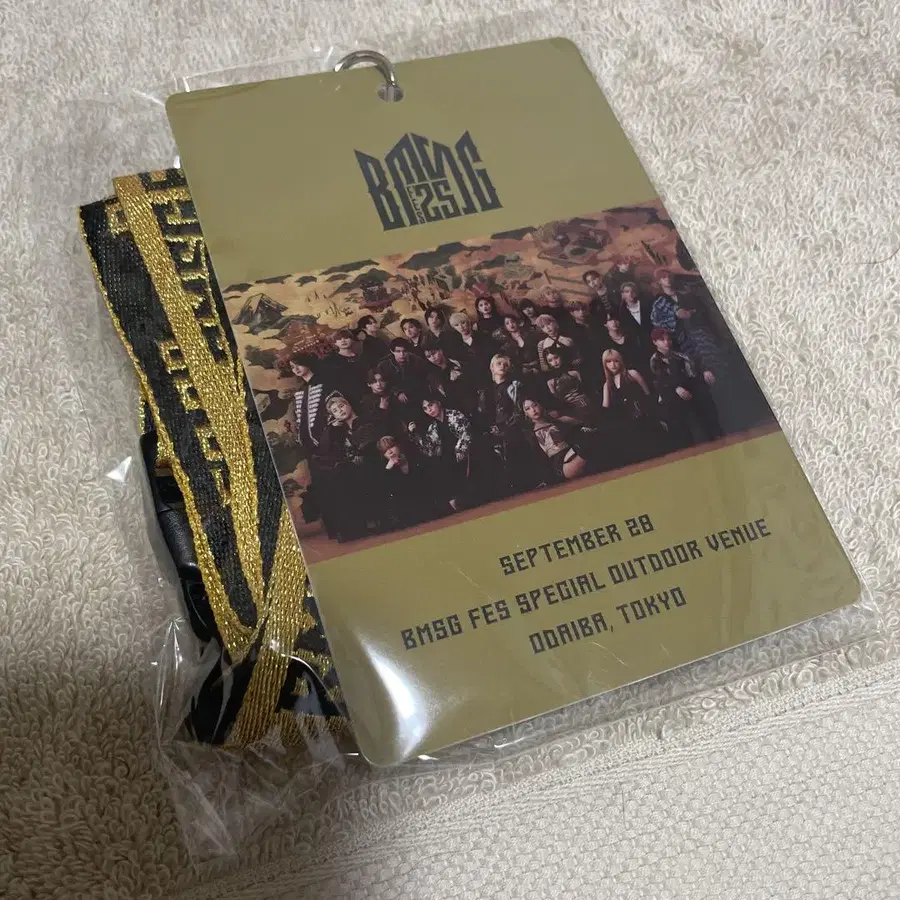 BMSG
25
SEPTEMBER 28
BMSG FES SPECIAL OUTDOOR VENUE
ODAIBA, TOKYO